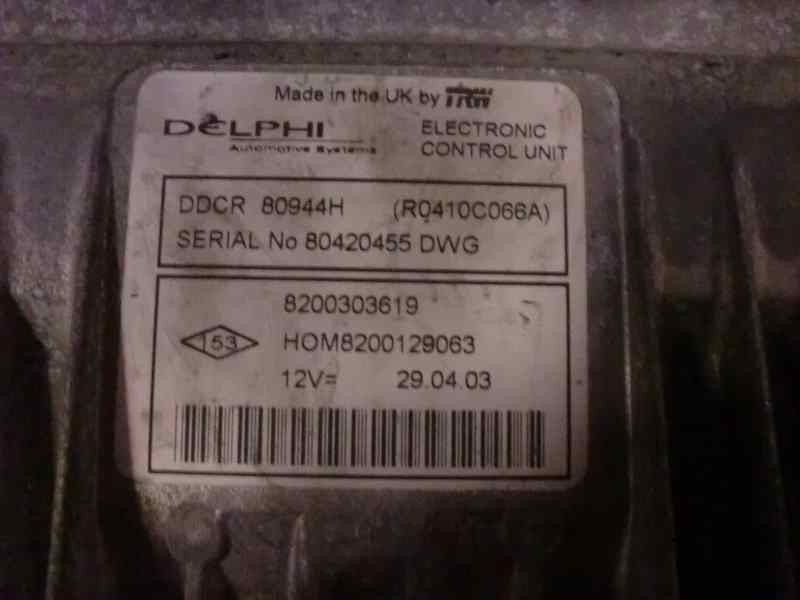 Made in the UK by TRW
DELPHI
Automotive Systems
ELECTRONIC
CONTROL UNIT
DDCR 80944H (R0410C066A)
SERIAL No 80420455 DWG
8200303619
153 HOM8200129063
12V= 29.04.03